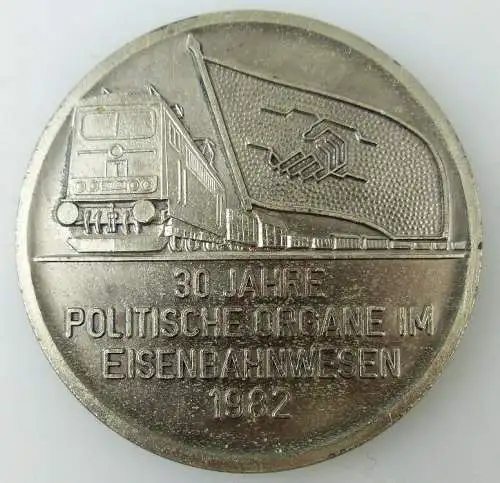 30 JAHRE
POLITISCHE ORGANE IM
EISENBAHNWESEN
1982